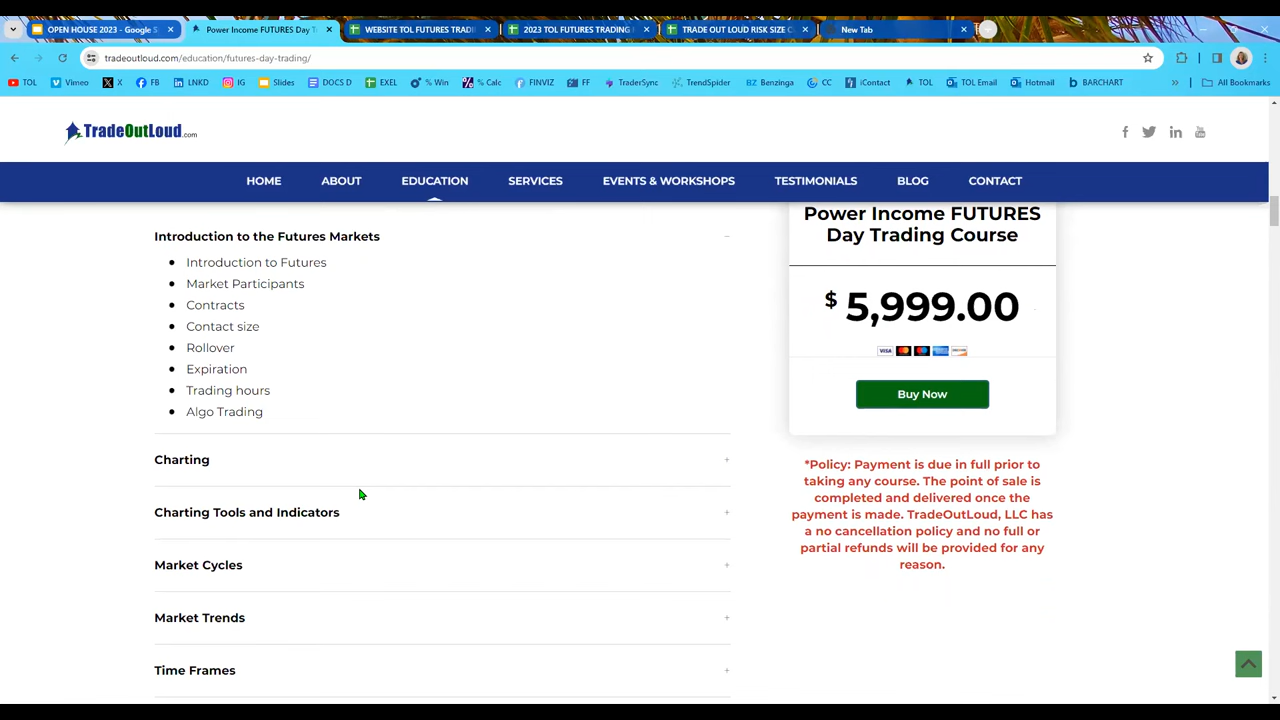 OPEN HOUSE 2023 - Google S
Power Income FUTURES Day T
WEBSITE TOL FUTURES TRADI
2023 TOL FUTURES TRADING
TRADE OUT LOUD RISK SIZE C
New Tab
tradeoutloud.com/education/futures-day-trading/
TOL
Vimeo
X
FB
LNKD
IG
Slides
DOCS D
EXEL
% Win
% Calc
FINVIZ
FF
TraderSync
TrendSpider
Benzinga
CC
iContact
TOL
TOL Email
Hotmail
BARCHART
»
All Bookmarks
TradeOutLoud.com
HOME
ABOUT
EDUCATION
SERVICES
EVENTS & WORKSHOPS
TESTIMONIALS
BLOG
CONTACT
Introduction to the Futures Markets
Introduction to Futures
Market Participants
Contracts
Contact size
Rollover
Expiration
Trading hours
Algo Trading
Charting
Charting Tools and Indicators
Market Cycles
Market Trends
Time Frames
Power Income FUTURES
Day Trading Course
$ 5,999.00
VISA
Buy Now
*Policy: Payment is due in full prior to
taking any course. The point of sale is
completed and delivered once the
payment is made. TradeOutLoud, LLC has
a no cancellation policy and no full or
partial refunds will be provided for any
reason.